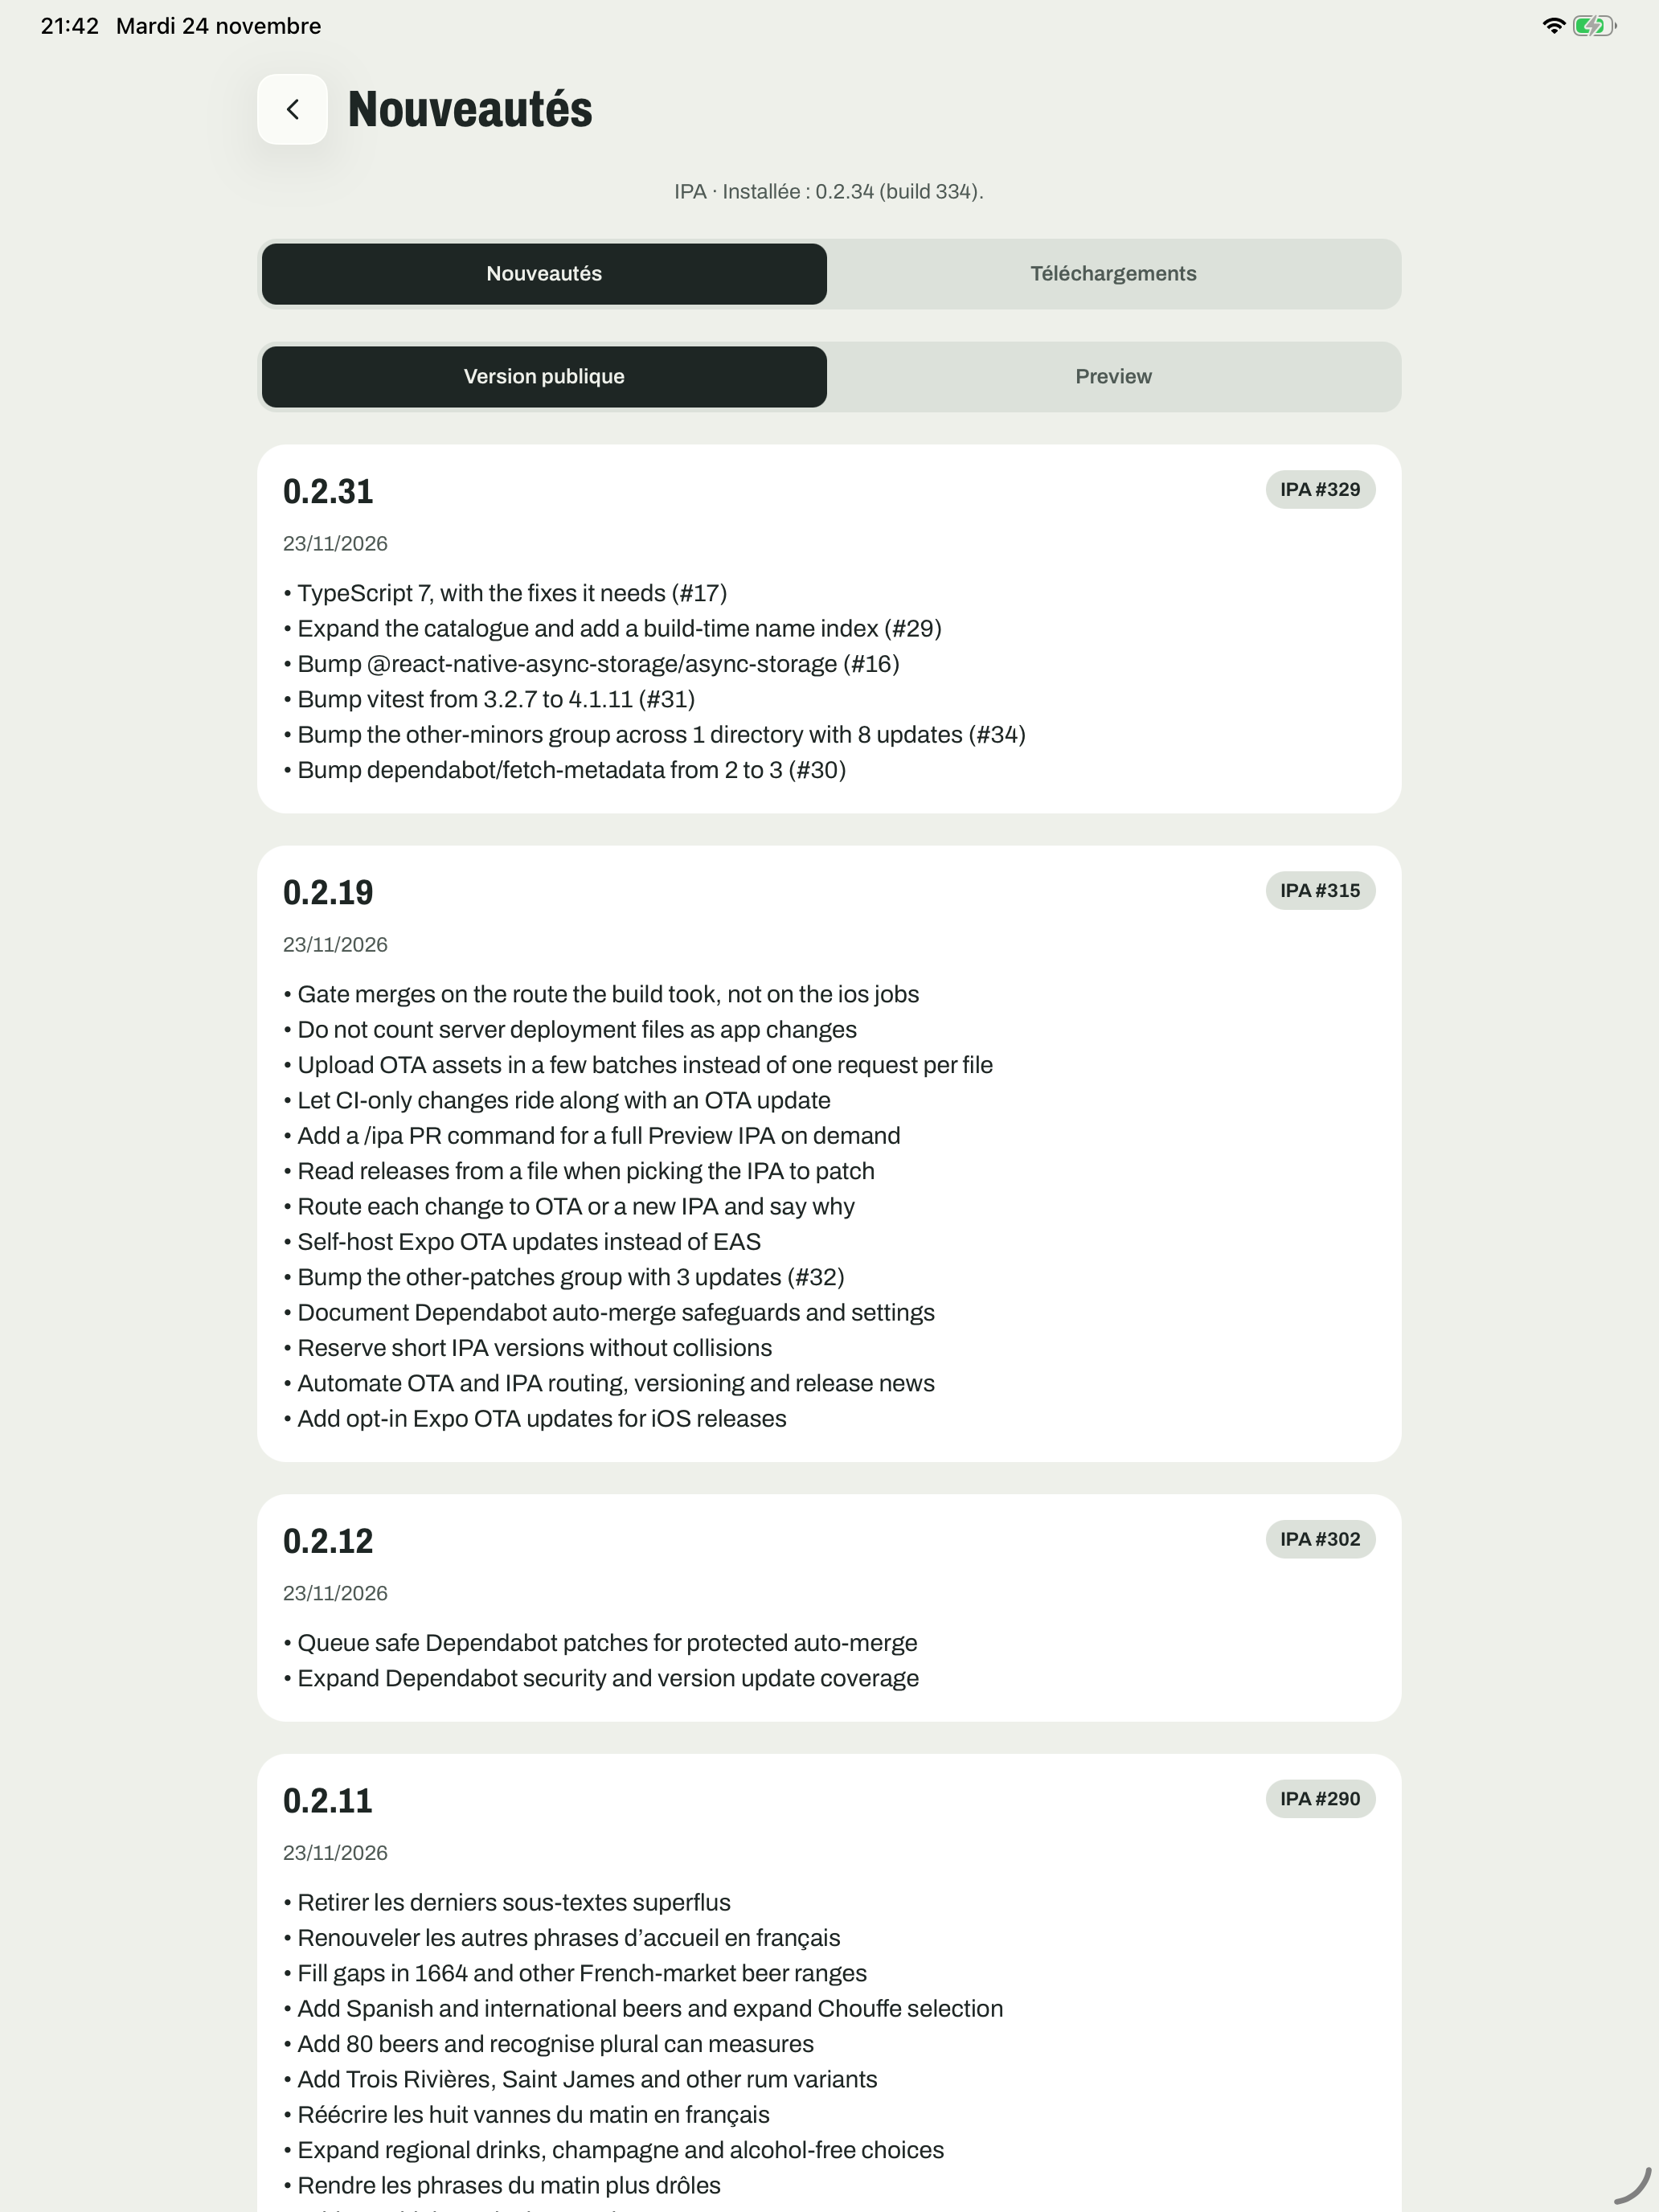 21:42 Mardi 24 novembre
Nouveautés
IPA · Installée : 0.2.34 (build 334).
Nouveautés
Téléchargements
Version publique
Preview
0.2.31
IPA #329
23/11/2026
• TypeScript 7, with the fixes it needs (#17)
• Expand the catalogue and add a build-time name index (#29)
• Bump @react-native-async-storage/async-storage (#16)
• Bump vitest from 3.2.7 to 4.1.11 (#31)
• Bump the other-minors group across 1 directory with 8 updates (#34)
• Bump dependabot/fetch-metadata from 2 to 3 (#30)
0.2.19
IPA #315
23/11/2026
• Gate merges on the route the build took, not on the ios jobs
• Do not count server deployment files as app changes
• Upload OTA assets in a few batches instead of one request per file
• Let CI-only changes ride along with an OTA update
• Add a /ipa PR command for a full Preview IPA on demand
• Read releases from a file when picking the IPA to patch
• Route each change to OTA or a new IPA and say why
• Self-host Expo OTA updates instead of EAS
• Bump the other-patches group with 3 updates (#32)
• Document Dependabot auto-merge safeguards and settings
• Reserve short IPA versions without collisions
• Automate OTA and IPA routing, versioning and release news
• Add opt-in Expo OTA updates for iOS releases
0.2.12
IPA #302
23/11/2026
• Queue safe Dependabot patches for protected auto-merge
• Expand Dependabot security and version update coverage
0.2.11
IPA #290
23/11/2026
• Retirer les derniers sous-textes superflus
• Renouveler les autres phrases d’accueil en français
• Fill gaps in 1664 and other French-market beer ranges
• Add Spanish and international beers and expand Chouffe selection
• Add 80 beers and recognise plural can measures
• Add Trois Rivières, Saint James and other rum variants
• Réécrire les huit vannes du matin en français
• Expand regional drinks, champagne and alcohol-free choices
• Rendre les phrases du matin plus drôles